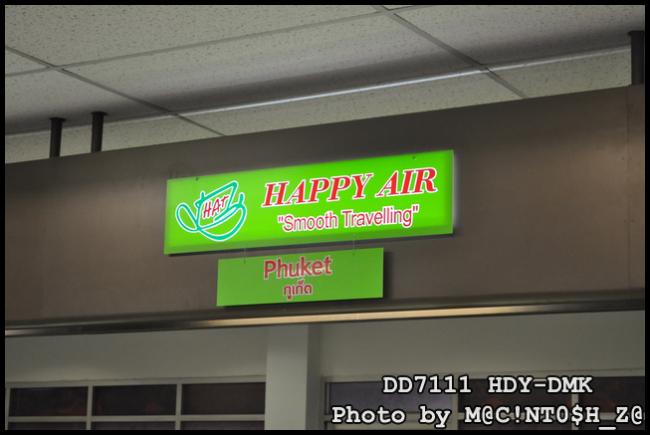 HAT
HAPPY AIR
"Smooth Travelling"
Phuket
ภูเก็ต
DD7111 HDY-DMK
Photo by M@C!NT0$H_Z@